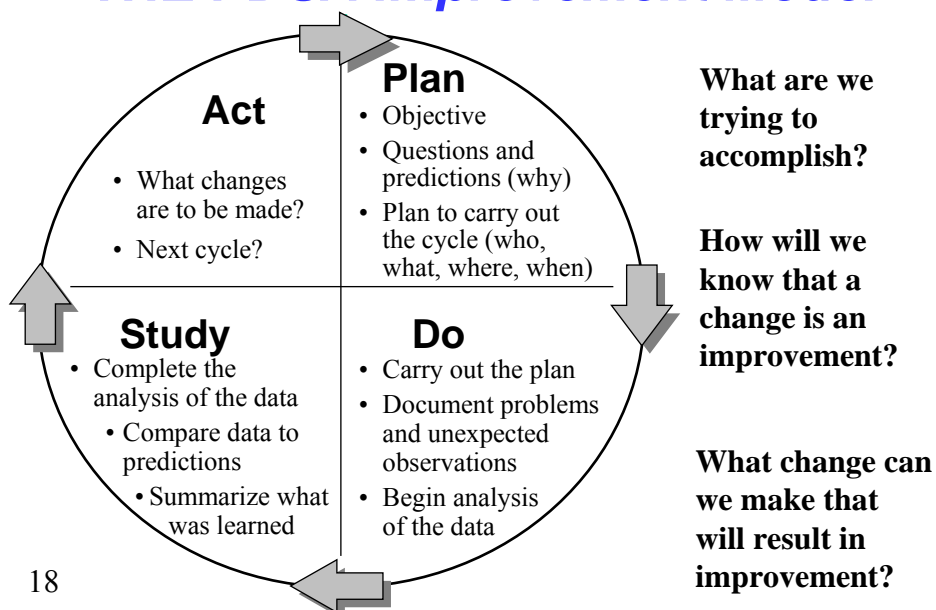 Act
• What changes
are to be made?
• Next cycle?
Plan
• Objective
• Questions and
predictions (why)
• Plan to carry out
the cycle (who,
what, where, when)
Study
• Complete the
analysis of the data
• Compare data to
predictions
• Summarize what
was learned
Do
• Carry out the plan
• Document problems
and unexpected
observations
• Begin analysis
of the data
What are we
trying to
accomplish?
How will we
know that a
change is an
improvement?
What change can
we make that
will result in
improvement?
18